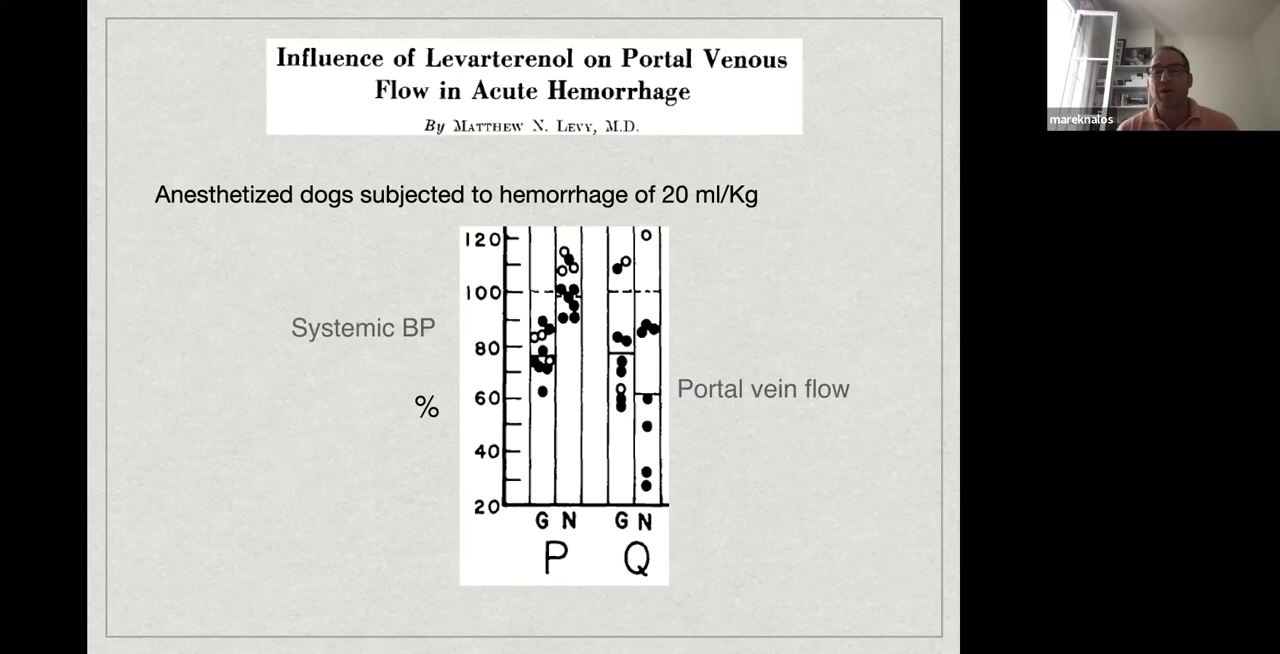 Influence of Levarterenol on Portal Venous
Flow in Acute Hemorrhage
By MATTHEW N. LEVY, M.D.
mareknalos
Anesthetized dogs subjected to hemorrhage of 20 ml/Kg
120
100
80
60
40
20
Systemic BP
%
Portal vein flow
G N G N
P Q